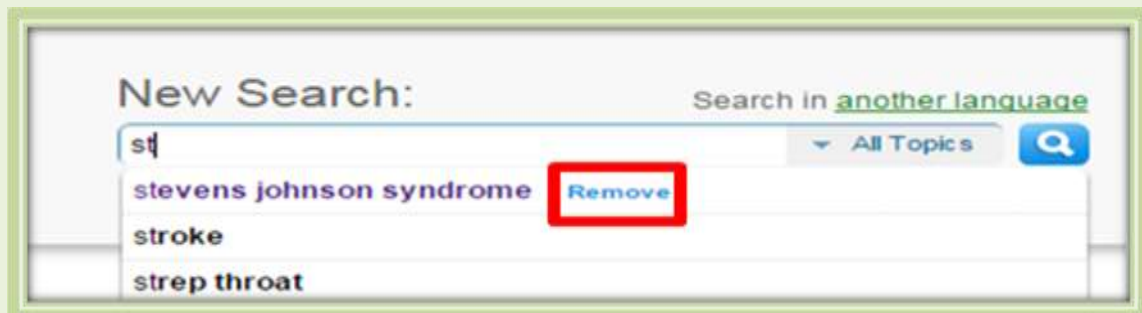 New Search:
Search in another language
st
All Topics
stevens johnson syndrome Remove
stroke
strep throat